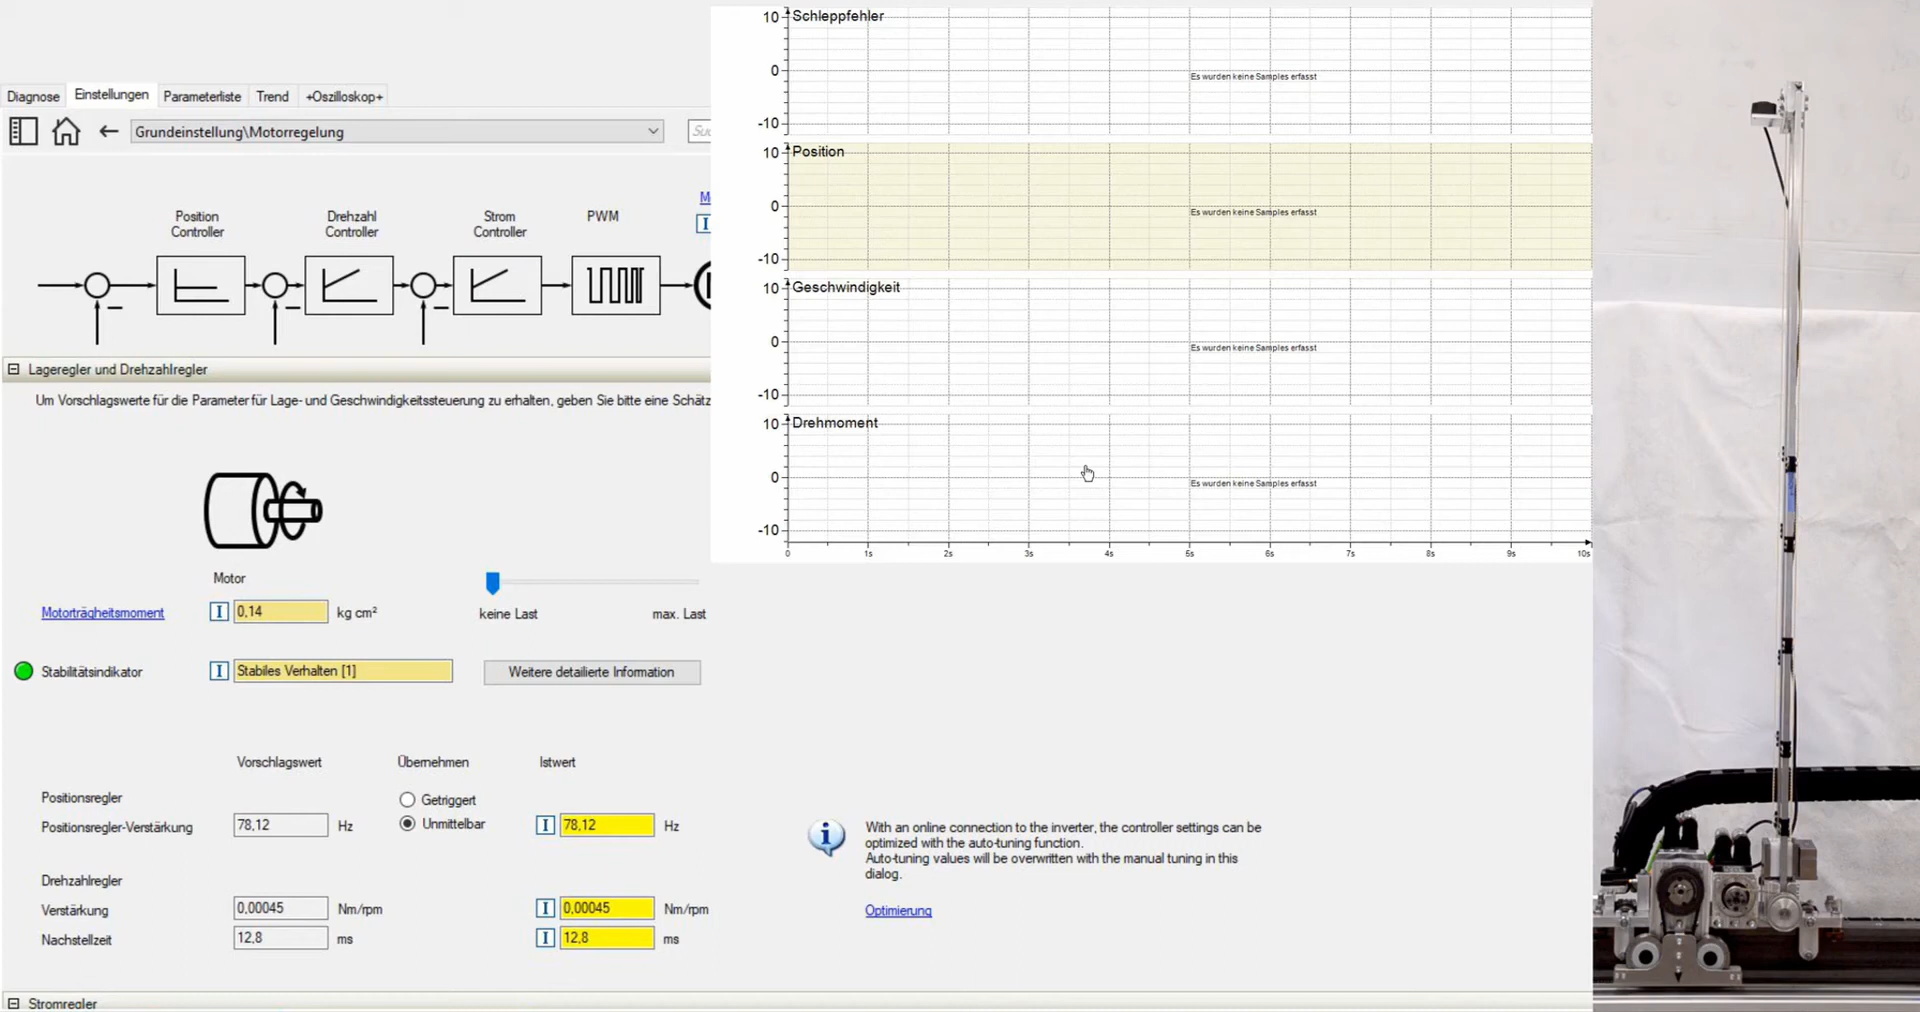 Diagnose Einstellungen Parameterliste Trend +Oszilloskop+
Grundeinstellung\Motorregelung
Position
Controller
Drehzahl
Controller
Strom
Controller
PWM
I
Lageregler und Drehzahlregler
Um Vorschlagswerte für die Parameter für Lage- und Geschwindigkeitssteuerung zu erhalten, geben Sie bitte eine Schätz
Motor
Motorträgheitsmoment I 0,14 kg cm²
keine Last max. Last
Stabilitätsindikator I Stabiles Verhalten [1] Weitere detailierte Information
Vorschlagswert Übernehmen Istwert
Positionsregler Getriggert
Positionsregler-Verstärkung 78,12 Hz Unmittelbar I 78,12 Hz
Drehzahlregler
Verstärkung 0,00045 Nm/rpm I 0,00045 Nm/rpm
Nachstellzeit 12,8 ms I 12,8 ms
Stromregler
Schleppfehler
10
0
-10
Es wurden keine Samples erfasst
Position
10
0
-10
Es wurden keine Samples erfasst
Geschwindigkeit
10
0
-10
Es wurden keine Samples erfasst
Drehmoment
10
0
-10
Es wurden keine Samples erfasst
0 1s 2s 3s 4s 5s 6s 7s 8s 9s 10s
With an online connection to the inverter, the controller settings can be
optimized with the auto-tuning function.
Auto-tuning values will be overwritten with the manual tuning in this
dialog.
Optimierung